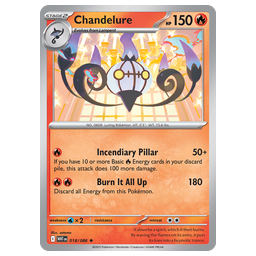 STAGE 2
Chandelure
HP 150
Evolves from Lampent
Incendiary Pillar 50+
If you have 10 or more Basic Energy cards in your discard
pile, this attack does 100 more damage.
Burn It All Up 180
Discard all Energy from this Pokémon.
weakness ×2 resistance retreat
014/086